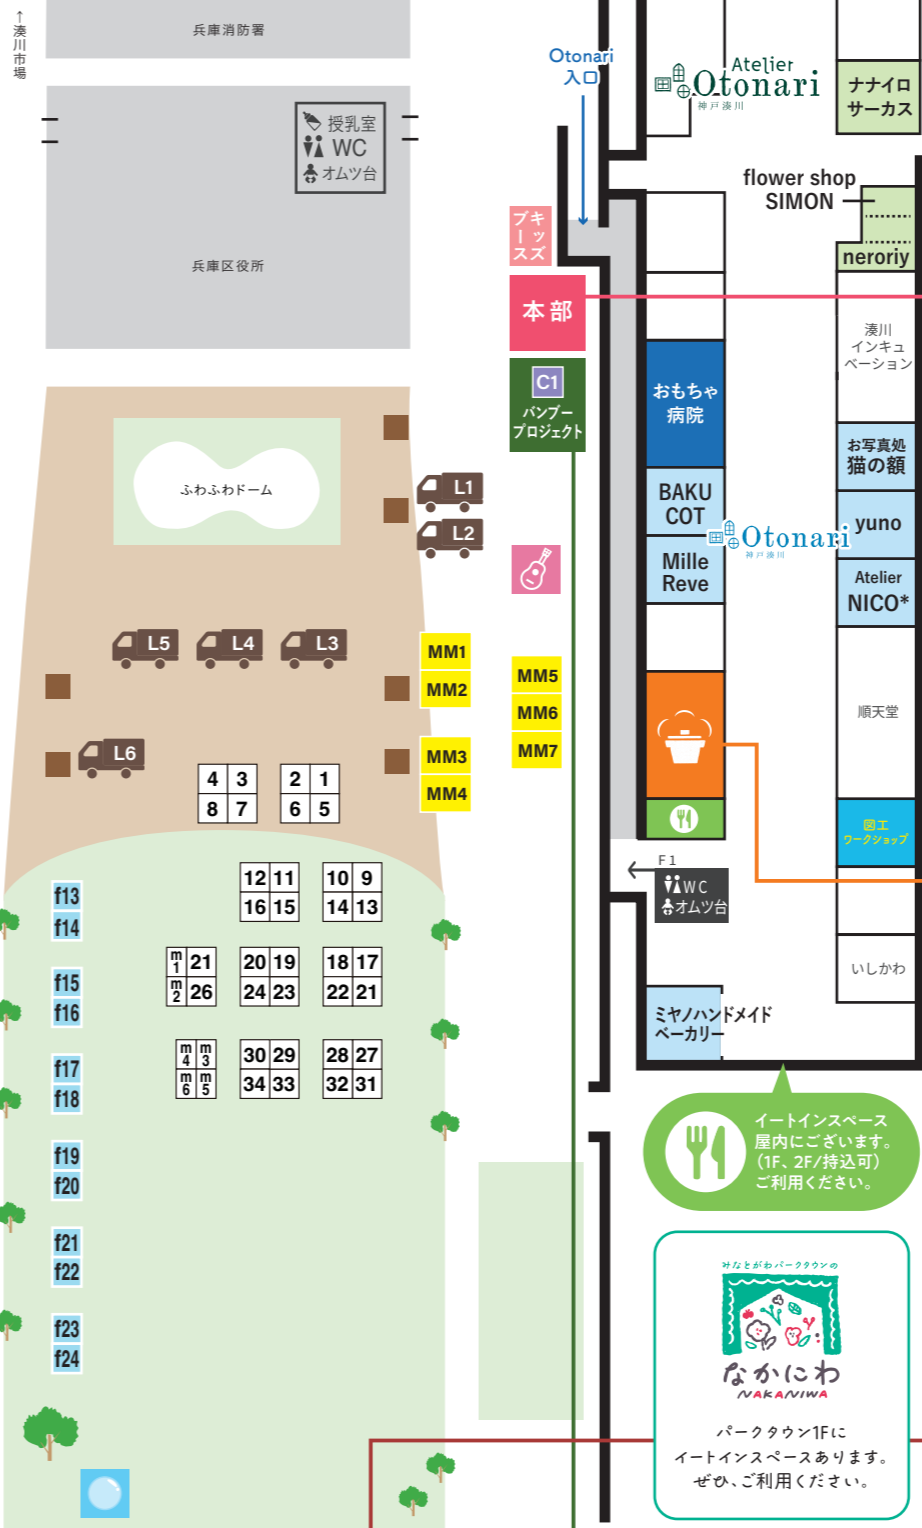 ↑湊川市場
兵庫消防署
授乳室
WC
オムツ台
兵庫区役所
Otonari
入口
Atelier
Otonari
神戸湊川
ナナイロ
サーカス
flower shop
SIMON
neroriy
キッズ
ブース
本部
C1
バンブー
プロジェクト
湊川
インキュ
ベーション
おもちゃ
病院
お写真処
猫の額
BAKU
COT
Otonari
神戸湊川
yuno
Mille
Reve
Atelier
NICO*
ふわふわドーム
L1
L2
L5 L4 L3
L6
MM1
MM2
MM3
MM4
MM5
MM6
MM7
順天堂
図工
ワークショップ
F1
WC
オムツ台
いしかわ
ミヤノハンドメイド
ベーカリー
4 3 2 1
8 7 6 5
12 11 10 9
16 15 14 13
m1 21 20 19 18 17
m2 26 24 23 22 21
m4 m3 30 29 28 27
m6 m5 34 33 32 31
f13
f14
f15
f16
f17
f18
f19
f20
f21
f22
f23
f24
イートインスペース
屋内にございます。
(1F、2F/持込可)
ご利用ください。
みなとがわパークタウンの
なかにわ
NAKANIWA
パークタウン1Fに
イートインスペースあります。
ぜひ、ご利用ください。